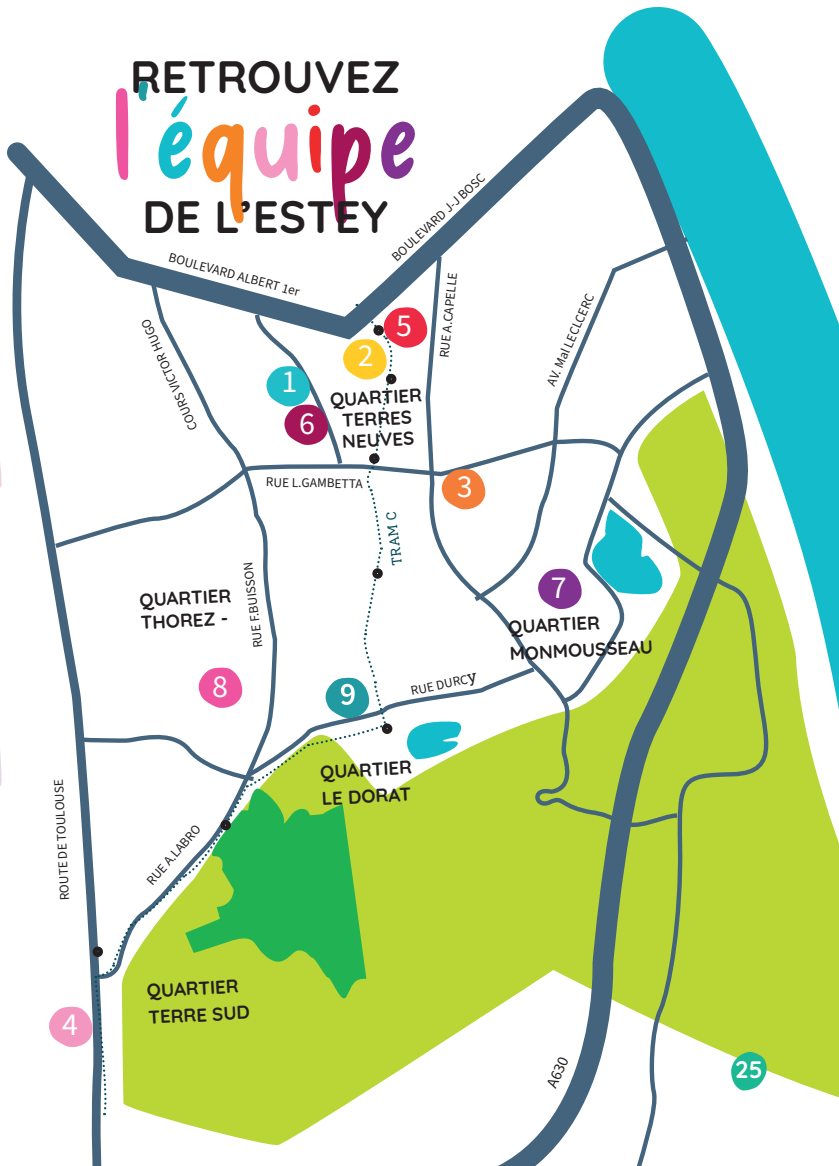 RETROUVEZ
l'équipe
DE L'ESTEY
BOULEVARD J-J BOSC
BOULEVARD ALBERT 1er
RUE A.CAPELLE
AV. Mal LECLCERC
COURS VICTOR HUGO
5
2
1
6
QUARTIER
TERRES
NEUVES
RUE L.GAMBETTA
3
TRAM C
QUARTIER
THOREZ -
RUE F.BUISSON
7
QUARTIER
MONMOUSSEAU
8
9
RUE DURCy
QUARTIER
LE DORAT
ROUTE DE TOULOUSE
RUE A.LABRO
QUARTIER
TERRE SUD
4
A630
25